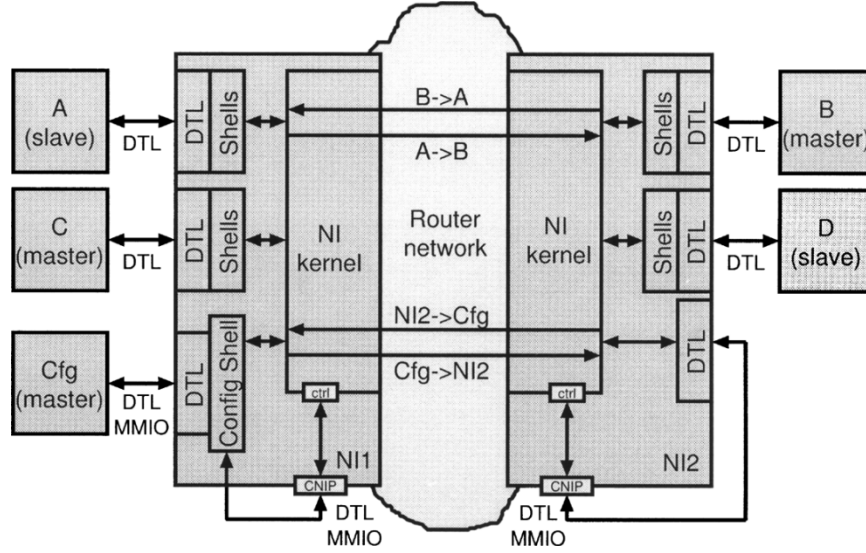 A
(slave)
DTL
DTL
Shells
B->A
A->B
Shells
DTL
DTL
B
(master)
C
(master)
DTL
DTL
Shells
NI
kernel
Router
network
NI
kernel
Shells
DTL
DTL
D
(slave)
Cfg
(master)
DTL
MMIO
DTL
Config Shell
NI2->Cfg
Cfg->NI2
DTL
ctrl
ctrl
NI1
NI2
CNIP
CNIP
DTL
MMIO
DTL
MMIO